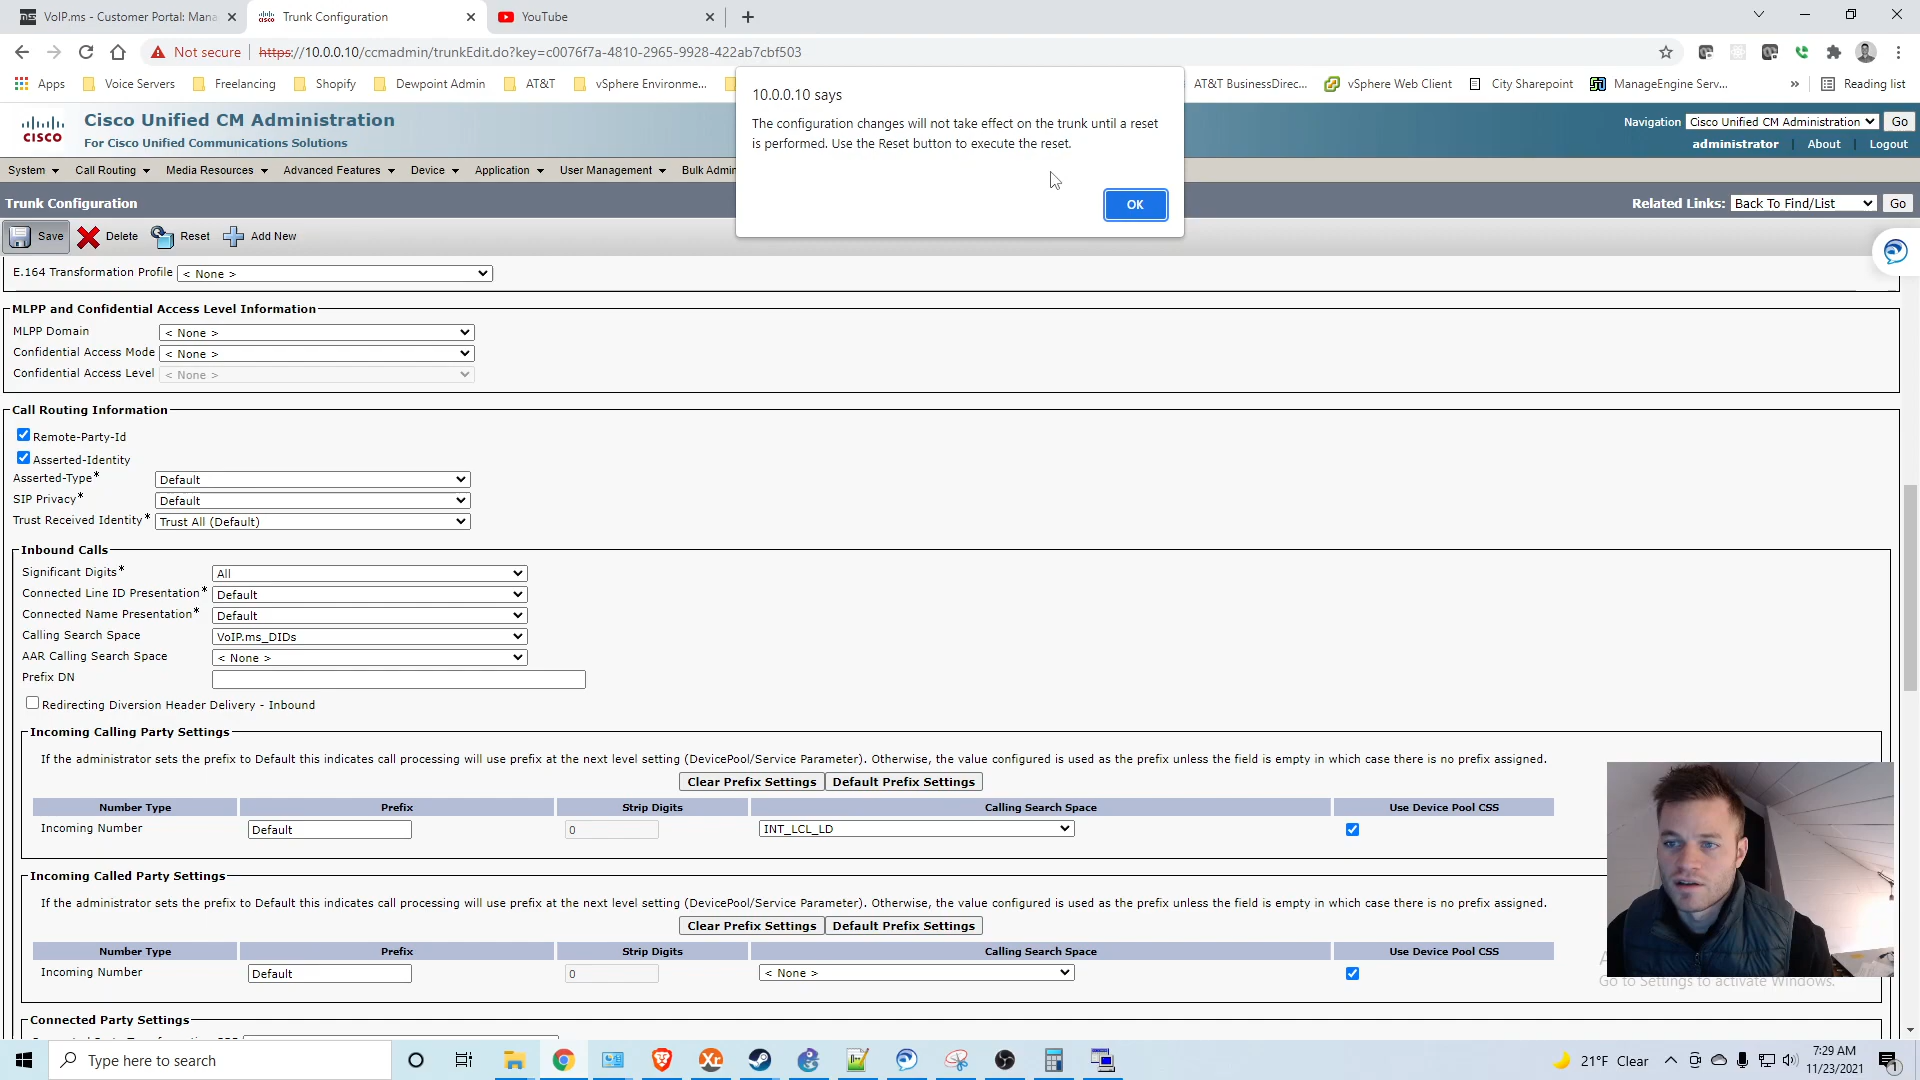 VoIP.ms - Customer Portal: Mana
Trunk Configuration
YouTube
Not secure
https://10.0.0.10/ccmadmin/trunkEdit.do?key=c0076f7a-4810-2965-9928-422ab7cbf503
Apps
Voice Servers
Freelancing
Shopify
Dewpoint Admin
AT&T
vSphere Environme...
AT&T BusinessDirec...
vSphere Web Client
City Sharepoint
ManageEngine Serv...
»
Reading list
10.0.0.10 says
The configuration changes will not take effect on the trunk until a reset
is performed. Use the Reset button to execute the reset.
OK
CISCO
Cisco Unified CM Administration
For Cisco Unified Communications Solutions
Navigation Cisco Unified CM Administration Go
administrator | About | Logout
System Call Routing Media Resources Advanced Features Device Application User Management Bulk Admin
Trunk Configuration
Related Links: Back To Find/List Go
Save Delete Reset Add New
E.164 Transformation Profile < None >
MLPP and Confidential Access Level Information
MLPP Domain < None >
Confidential Access Mode < None >
Confidential Access Level < None >
Call Routing Information
Remote-Party-Id
Asserted-Identity
Asserted-Type* Default
SIP Privacy* Default
Trust Received Identity* Trust All (Default)
Inbound Calls
Significant Digits* All
Connected Line ID Presentation* Default
Connected Name Presentation* Default
Calling Search Space VoIP.ms_DIDs
AAR Calling Search Space < None >
Prefix DN
Redirecting Diversion Header Delivery - Inbound
Incoming Calling Party Settings
If the administrator sets the prefix to Default this indicates call processing will use prefix at the next level setting (DevicePool/Service Parameter). Otherwise, the value configured is used as the prefix unless the field is empty in which case there is no prefix assigned.
Clear Prefix Settings Default Prefix Settings
Number Type Prefix Strip Digits Calling Search Space Use Device Pool CSS
Incoming Number Default 0 INT_LCL_LD
Incoming Called Party Settings
If the administrator sets the prefix to Default this indicates call processing will use prefix at the next level setting (DevicePool/Service Parameter). Otherwise, the value configured is used as the prefix unless the field is empty in which case there is no prefix assigned.
Clear Prefix Settings Default Prefix Settings
Number Type Prefix Strip Digits Calling Search Space Use Device Pool CSS
Incoming Number Default 0 < None >
Go to Settings to activate Windows.
Connected Party Settings
Type here to search
21°F Clear
7:29 AM
11/23/2021
1